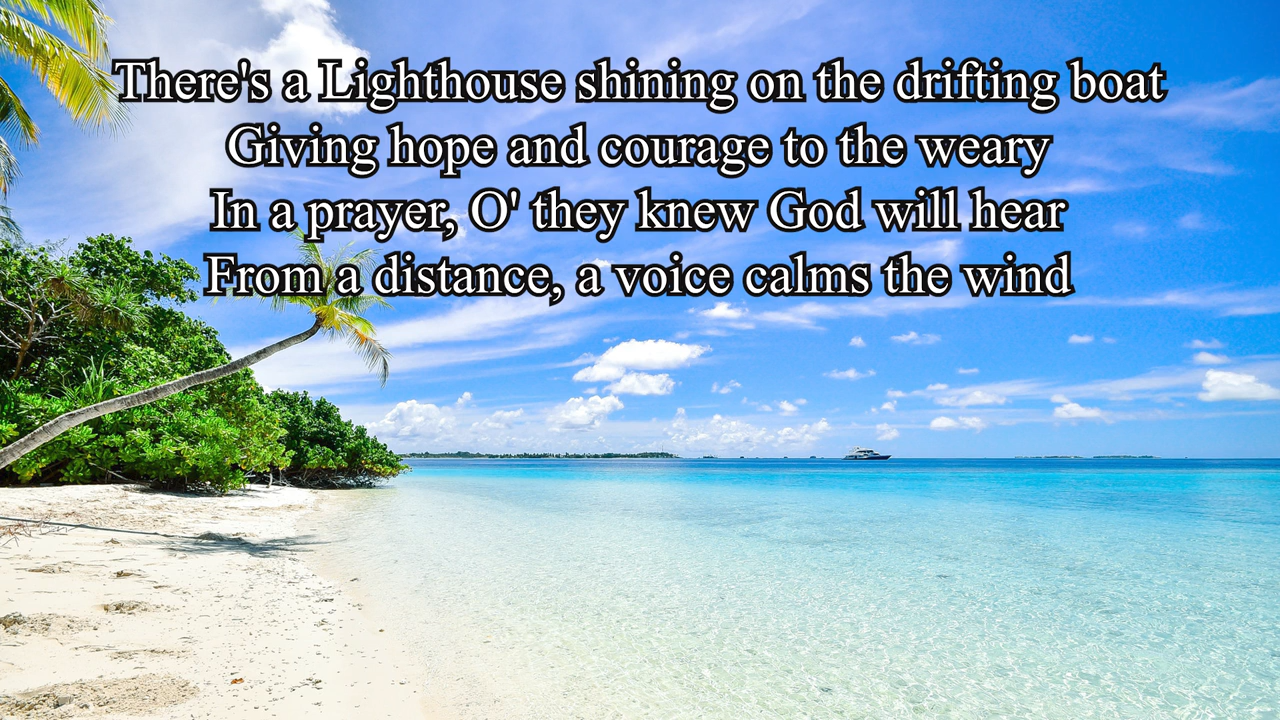 There's a Lighthouse shining on the drifting boat
Giving hope and courage to the weary
In a prayer, O' they knew God will hear
From a distance, a voice calms the wind